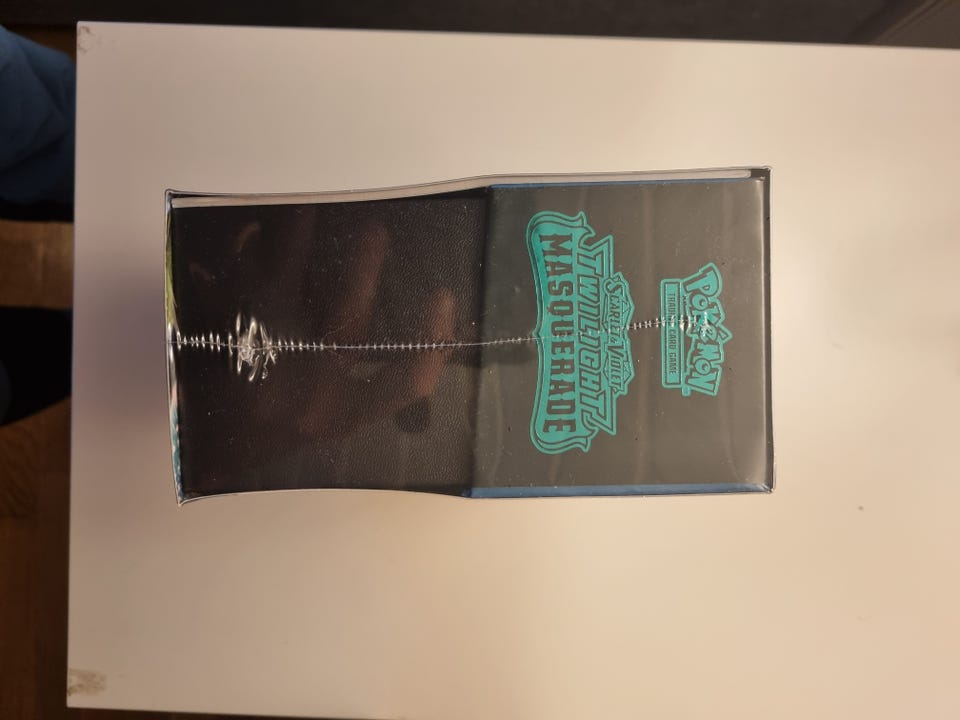 POKéMON
TRADING CARD GAME
SCARLET & VIOLET
TWILIGHT
MASQUERADE